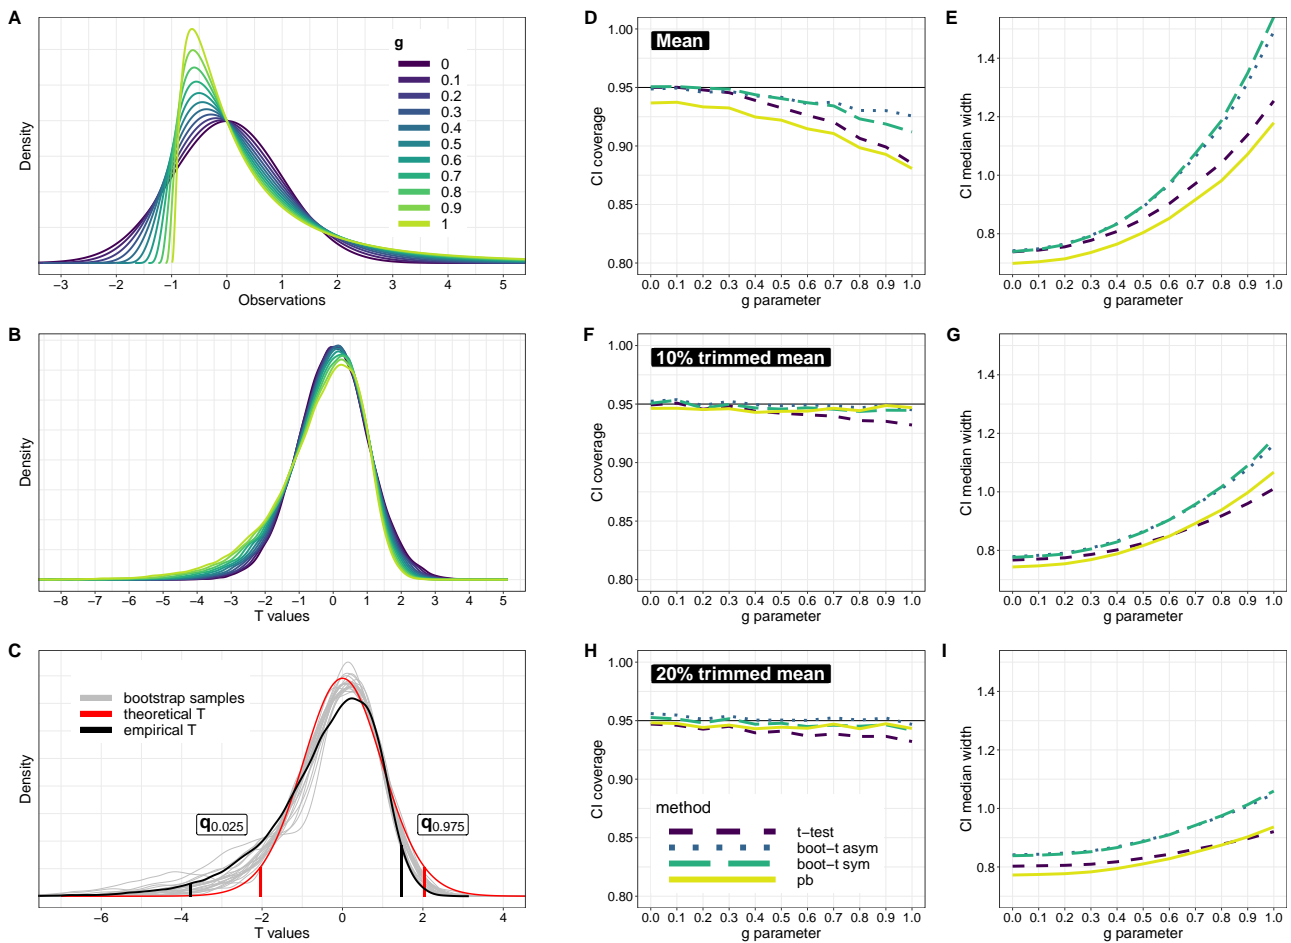 A
g
0
0.1
0.2
0.3
0.4
0.5
0.6
0.7
0.8
0.9
1
Density
−3 −2 −1 0 1 2 3 4 5
Observations
D
Mean
1.00
0.95
0.90
0.85
0.80
CI coverage
0.0 0.1 0.2 0.3 0.4 0.5 0.6 0.7 0.8 0.9 1.0
g parameter
E
1.4
1.2
1.0
0.8
CI median width
0.0 0.1 0.2 0.3 0.4 0.5 0.6 0.7 0.8 0.9 1.0
g parameter
B
Density
−8 −7 −6 −5 −4 −3 −2 −1 0 1 2 3 4 5
T values
F
10% trimmed mean
1.00
0.95
0.90
0.85
0.80
CI coverage
0.0 0.1 0.2 0.3 0.4 0.5 0.6 0.7 0.8 0.9 1.0
g parameter
G
1.4
1.2
1.0
0.8
CI median width
0.0 0.1 0.2 0.3 0.4 0.5 0.6 0.7 0.8 0.9 1.0
g parameter
C
bootstrap samples
theoretical T
empirical T
q0.025
q0.975
Density
−6 −4 −2 0 2 4
T values
H
20% trimmed mean
1.00
0.95
0.90
0.85
0.80
CI coverage
method
t−test
boot−t asym
boot−t sym
pb
0.0 0.1 0.2 0.3 0.4 0.5 0.6 0.7 0.8 0.9 1.0
g parameter
I
1.4
1.2
1.0
0.8
CI median width
0.0 0.1 0.2 0.3 0.4 0.5 0.6 0.7 0.8 0.9 1.0
g parameter